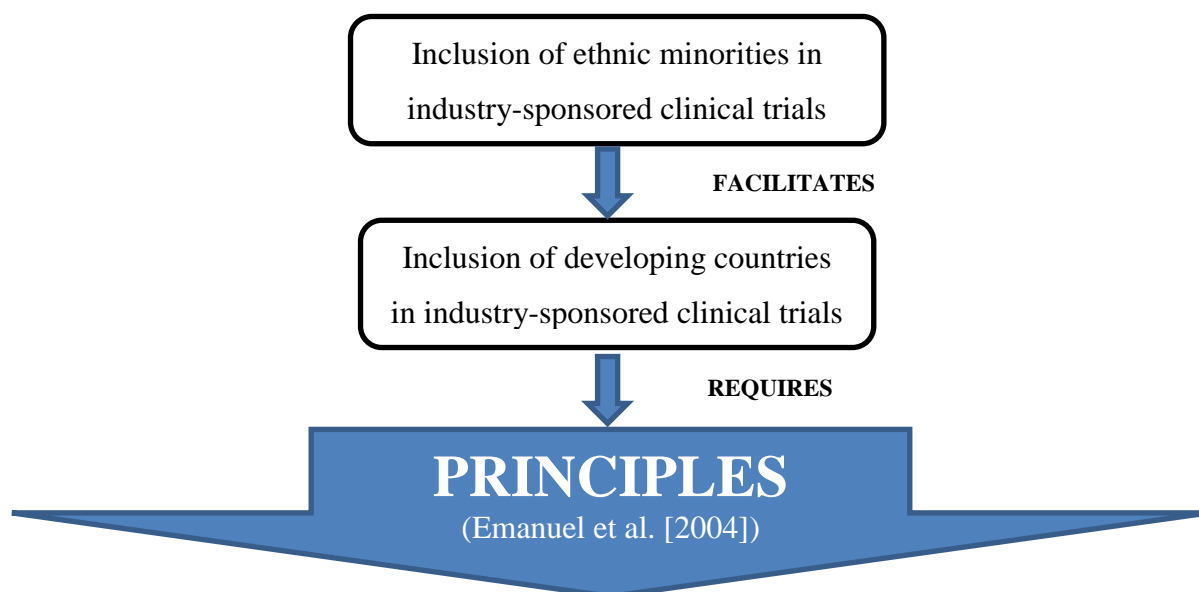 Inclusion of ethnic minorities in
industry-sponsored clinical trials
FACILITATES
Inclusion of developing countries
in industry-sponsored clinical trials
REQUIRES
PRINCIPLES
(Emanuel et al. [2004])